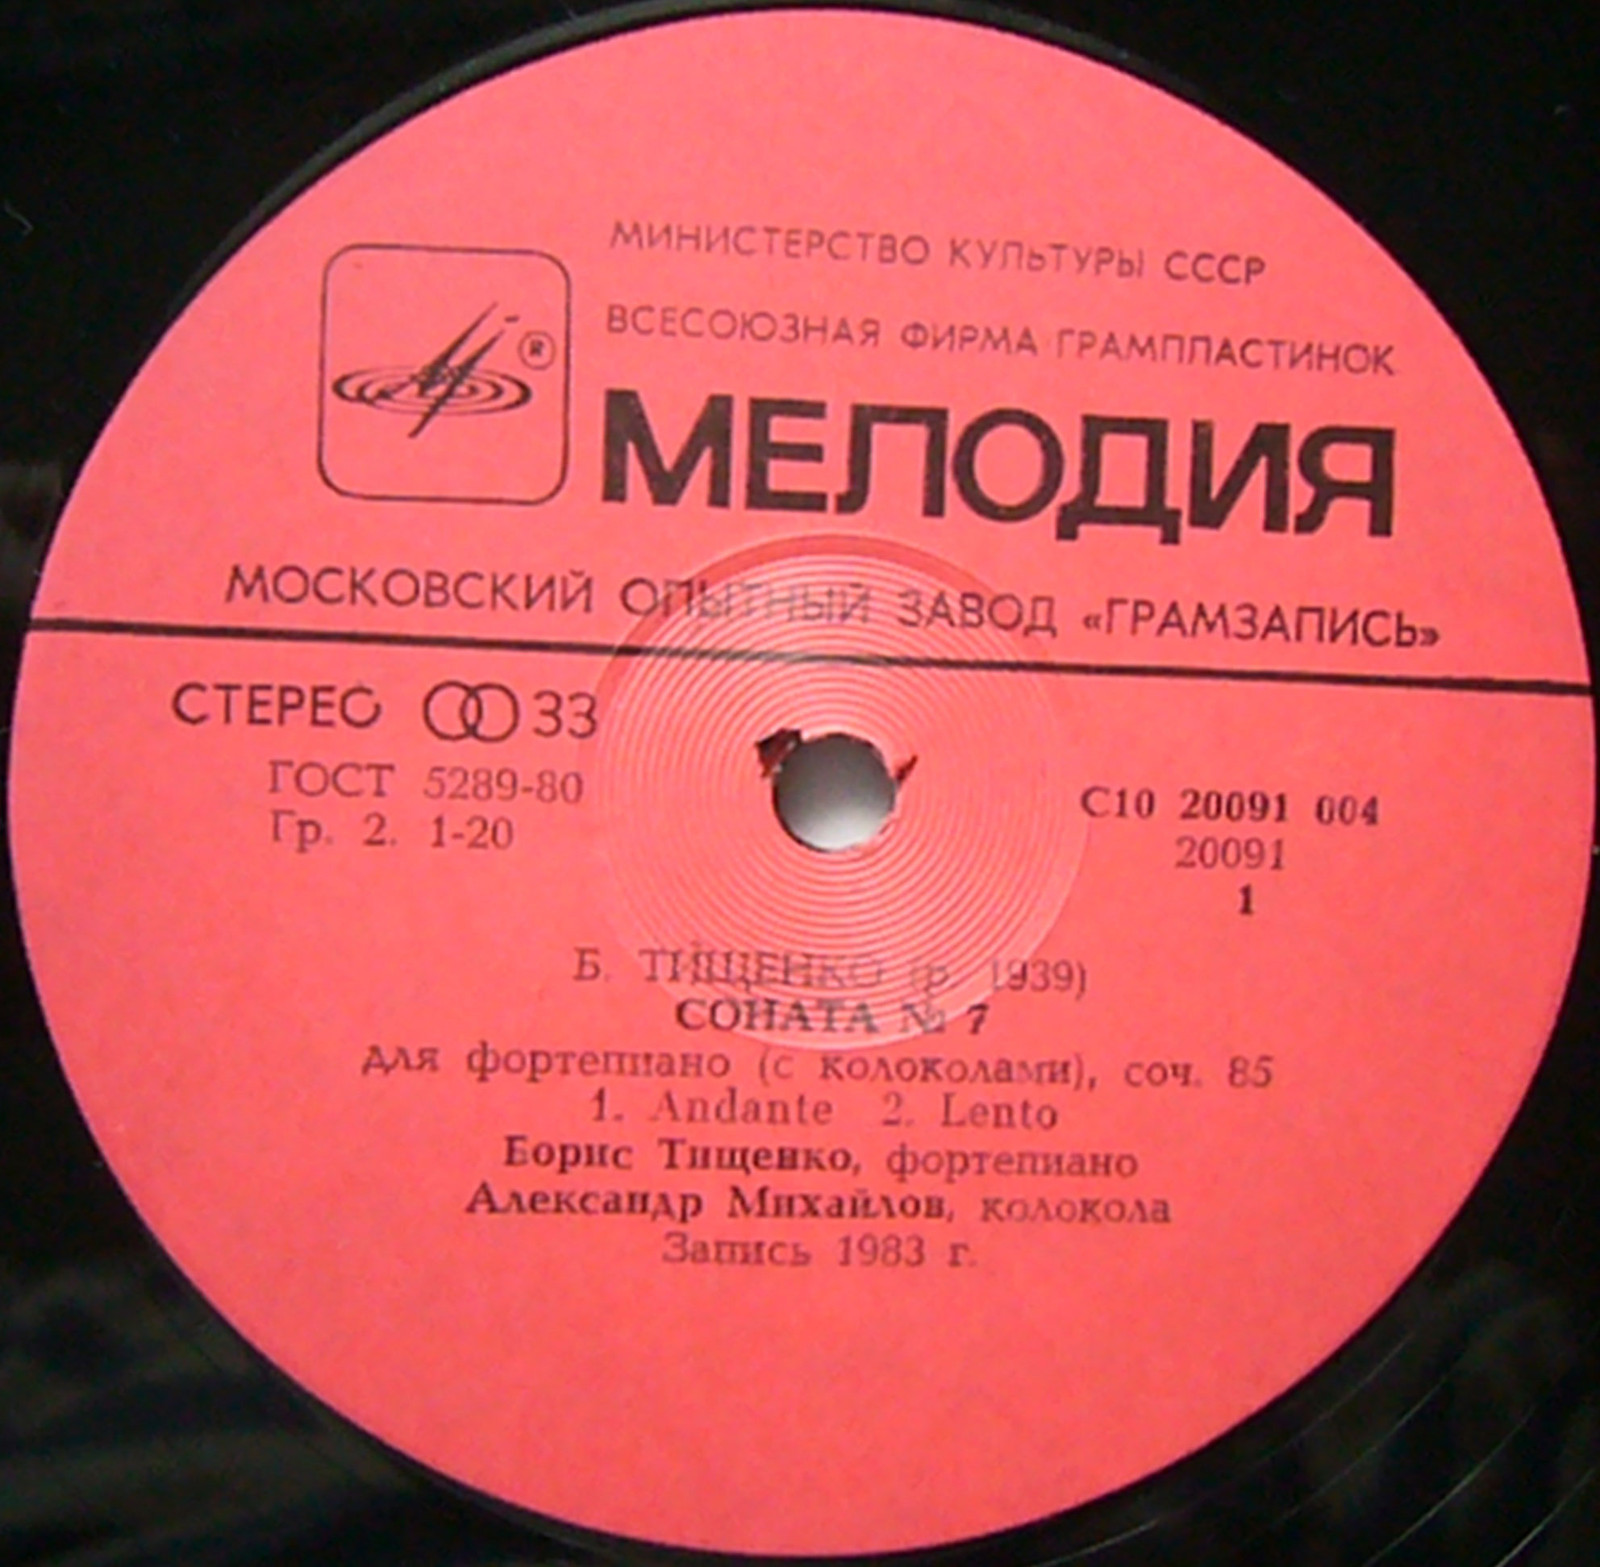 МИНИСТЕРСТВО КУЛЬТУРЫ СССР
ВСЕСОЮЗНАЯ ФИРМА ГРАМПЛАСТИНОК
®
МЕЛОДИЯ
МОСКОВСКИЙ ОПЫТНЫЙ ЗАВОД «ГРАМЗАПИСЬ»
СТЕРЕО 33
ГОСТ 5289-80
Гр. 2. 1-20
С10 20091 004
20091
1
Б. ТИЩЕНКО (р. 1939)
СОНАТА № 7
для фортепиано (с колоколами), соч. 85
1. Andante 2. Lento
Борис Тищенко, фортепиано
Александр Михайлов, колокола
Запись 1983 г.